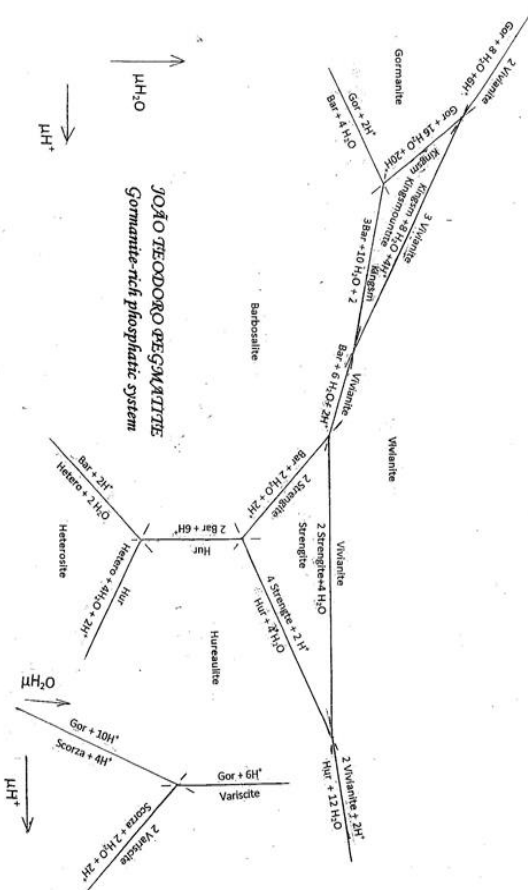 2 Vivianite
Gor + 8 H₂O +6H⁺
Gormanite
Gor + 16 H₂O +20H⁺
Kingsm
Gor + 2H⁺
Bar + 4 H₂O
3 Vivianite
Kingsm +8 H₂O +4H⁺
Kingsmountite
Kingsm
3Bar +10 H₂O + 2
Vivianite
Vivianite
Bar + 6 H₂O+ 2H⁺
Barbosalite
Vivianite
2 Strengite+4 H₂O
2 Strengite
Bar + 2 H₂O + 2H⁺
Strengite
4 Strengte + 2 H⁺
Hur + 4 H₂O
2 Vivianite ± 2H⁺
Hur + 12 H₂O
Hur
2 Bar + 6H⁺
Bar + 2H⁺
Hetero + 2 H₂O
Hur
Hetero + 4H₂O + 2H⁺
Heterosite
Hureaulite
μH₂O
μH⁺
JOÃO TEODORO PEGMATITE
Gormanite-rich phosphatic system
Gor + 10H⁺
Scorza + 4H⁺
Gor + 6H⁺
Variscite
2 Variscite
Scorza + 2 H₂O + 2H⁺
μH₂O
μH⁺